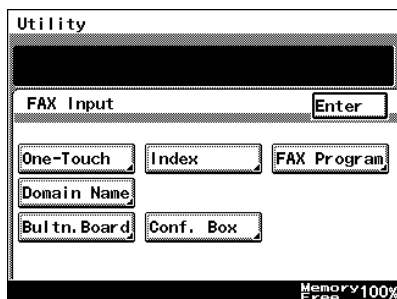 Utility
FAX Input Enter
One-Touch Index FAX Program
Domain Name
Bultn.Board Conf. Box
Memory
Free 100%